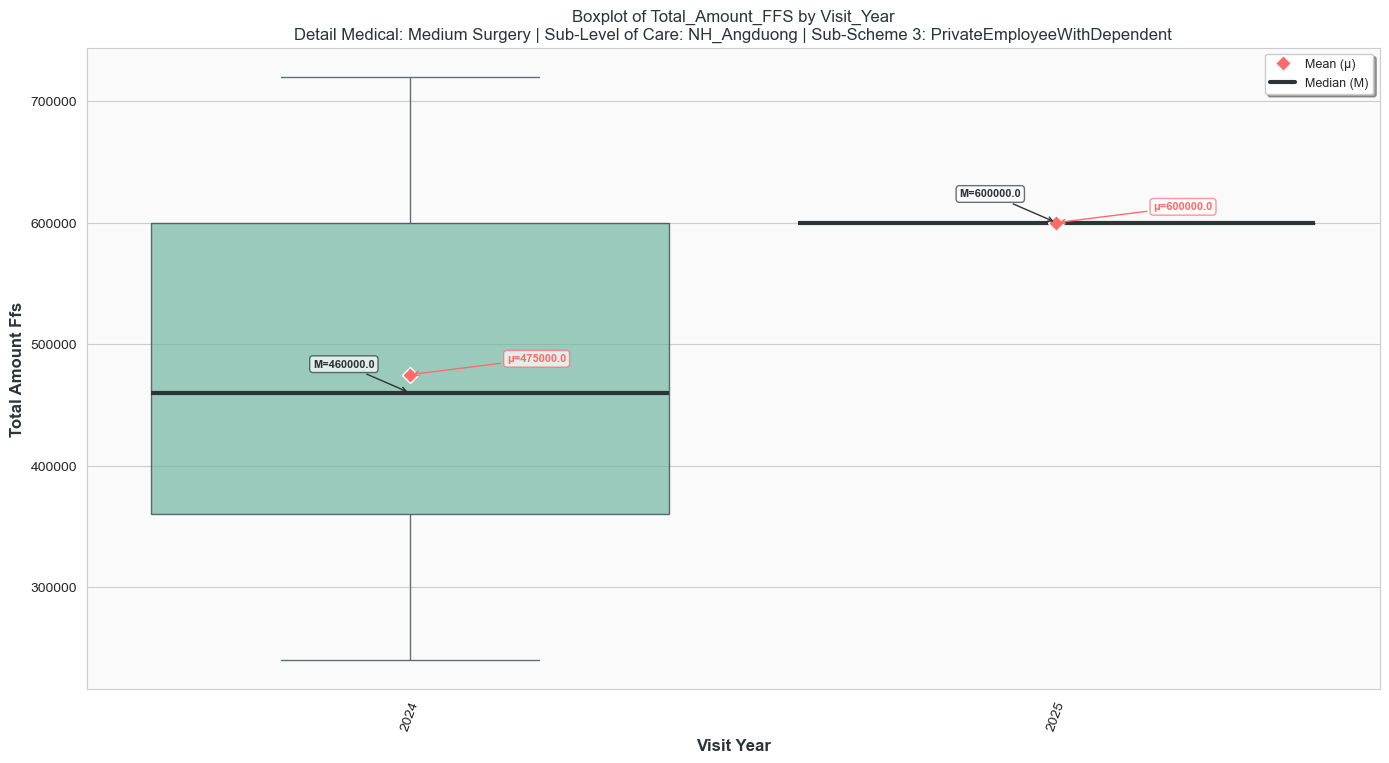 Boxplot of Total_Amount_FFS by Visit_Year
Detail Medical: Medium Surgery | Sub-Level of Care: NH_Angduong | Sub-Scheme 3: PrivateEmployeeWithDependent
Mean (μ)
Median (M)
Total Amount Ffs
700000
600000
500000
400000
300000
M=460000.0
μ=475000.0
M=600000.0
μ=600000.0
2024
2025
Visit Year